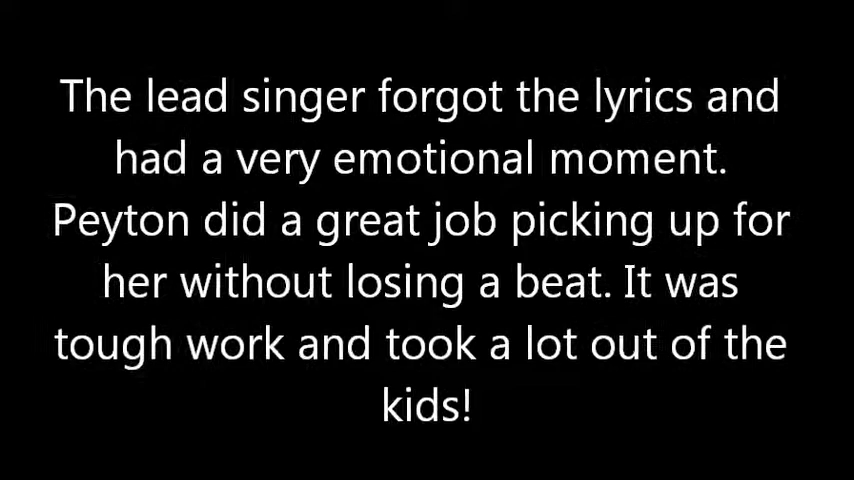 The lead singer forgot the lyrics and
had a very emotional moment.
Peyton did a great job picking up for
her without losing a beat. It was
tough work and took a lot out of the
kids!